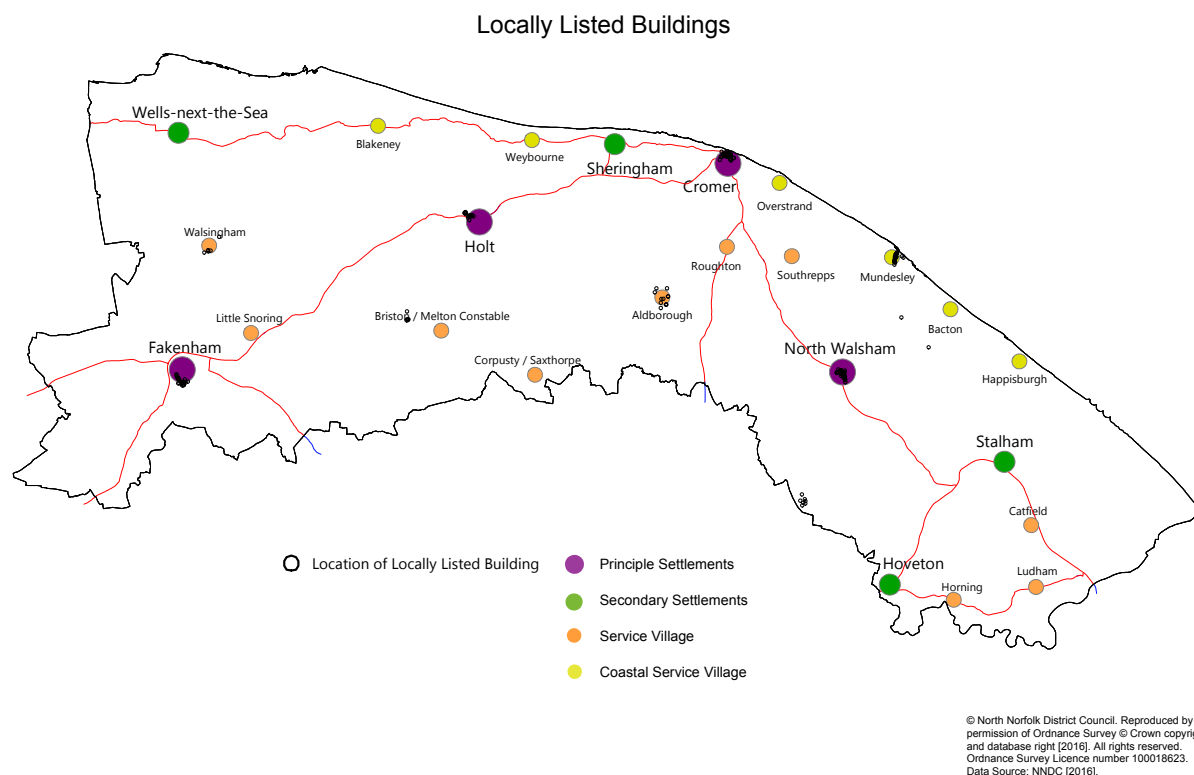 Locally Listed Buildings
Wells-next-the-Sea
Blakeney
Weybourne
Sheringham
Cromer
Overstrand
Walsingham
Holt
Roughton
Southrepps
Mundesley
Little Snoring
Bristol / Melton Constable
Aldborough
Bacton
Fakenham
Corpusty / Saxthorpe
North Walsham
Happisburgh
Stalham
Catfield
Hoveton
Horning
Ludham
Location of Locally Listed Building
Principle Settlements
Secondary Settlements
Service Village
Coastal Service Village
© North Norfolk District Council. Reproduced by
permission of Ordnance Survey © Crown copyrig
and database right [2016]. All rights reserved.
Ordnance Survey Licence number 100018623.
Data Source: NNDC [2016].